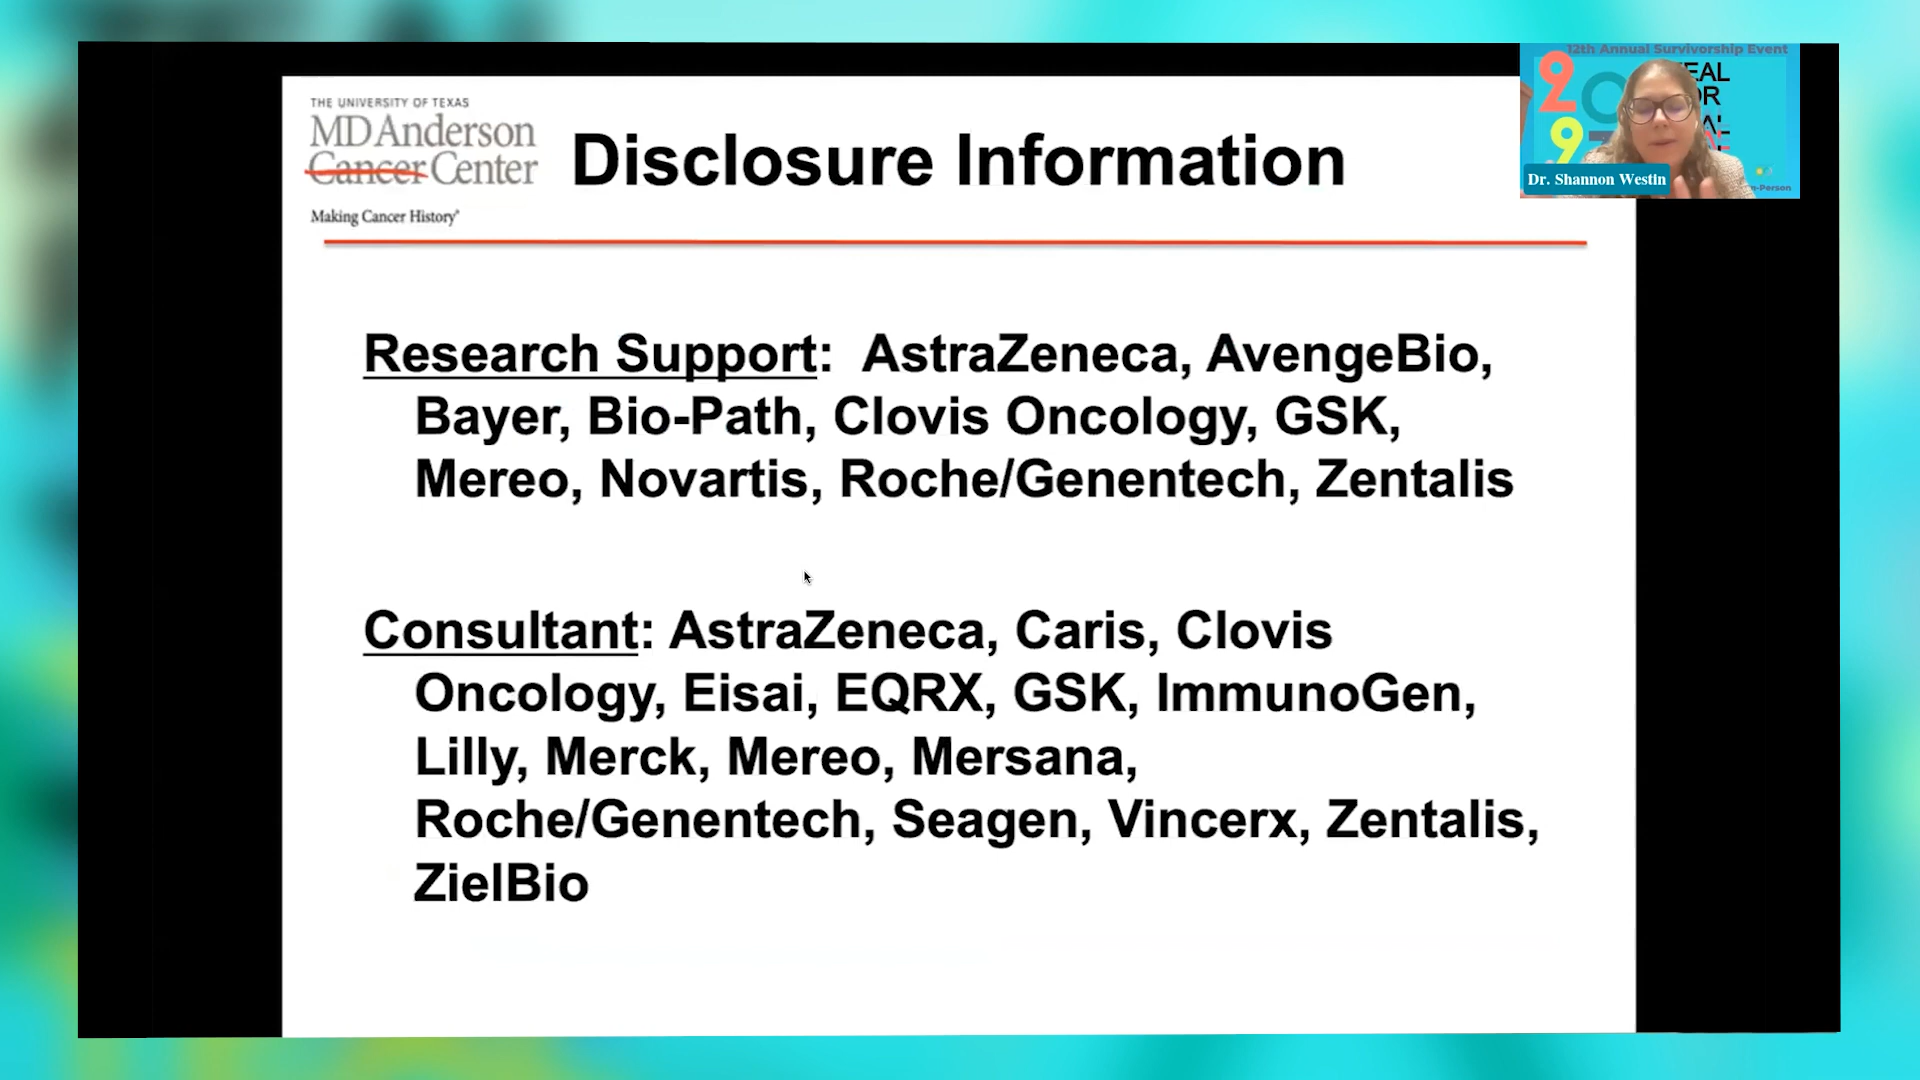 THE UNIVERSITY OF TEXAS
MD Anderson
Cancer Center
Making Cancer History®
Disclosure Information
12th Annual Survivorship Event
Dr. Shannon Westin
Research Support: AstraZeneca, AvengeBio,
Bayer, Bio-Path, Clovis Oncology, GSK,
Mereo, Novartis, Roche/Genentech, Zentalis
Consultant: AstraZeneca, Caris, Clovis
Oncology, Eisai, EQRX, GSK, ImmunoGen,
Lilly, Merck, Mereo, Mersana,
Roche/Genentech, Seagen, Vincerx, Zentalis,
ZielBio